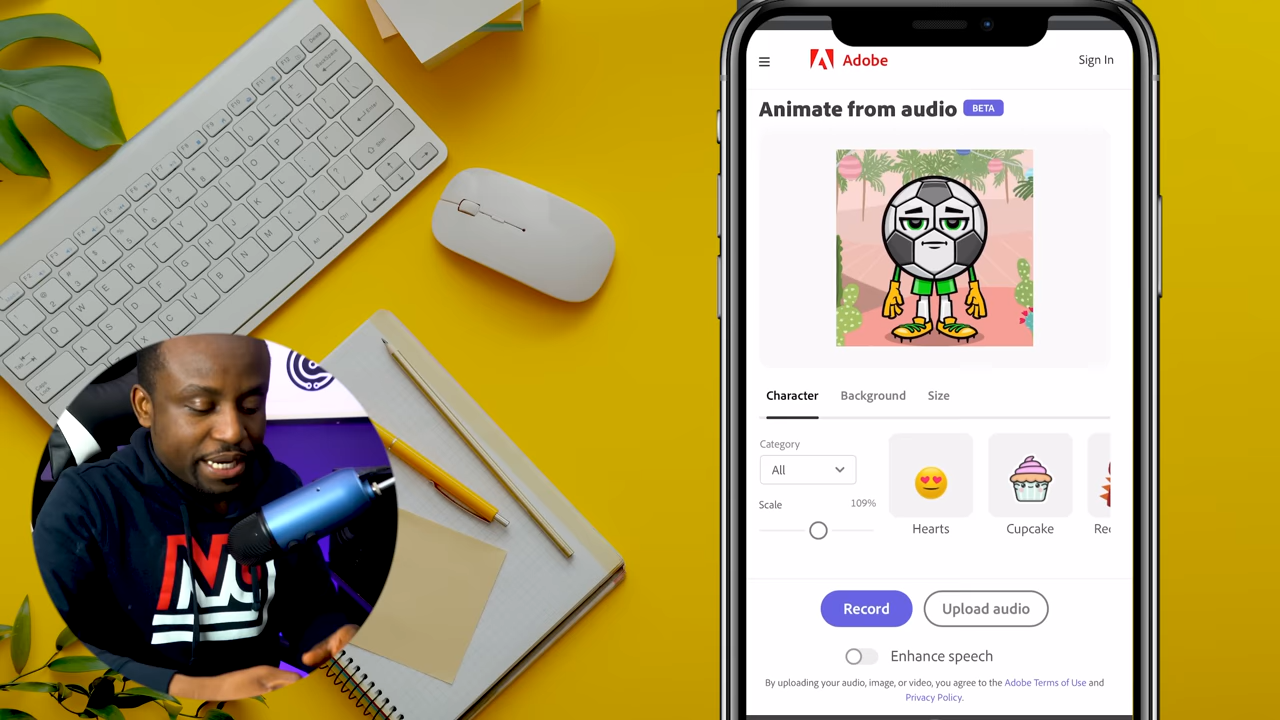 Adobe
Sign In
Animate from audio BETA
Character Background Size
Category
All
Scale 109%
Hearts
Cupcake
Record
Upload audio
Enhance speech
By uploading your audio, image, or video, you agree to the Adobe Terms of Use and
Privacy Policy.